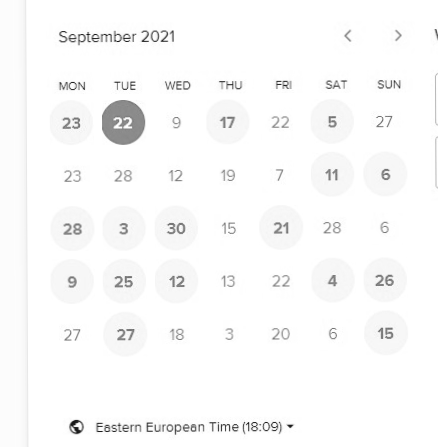 September 2021
MON TUE WED THU FRI SAT SUN
23 22 9 17 22 5 27
23 28 12 19 7 11 6
28 3 30 15 21 28 6
9 25 12 13 22 4 26
27 27 18 3 20 6 15
Eastern European Time (18:09)